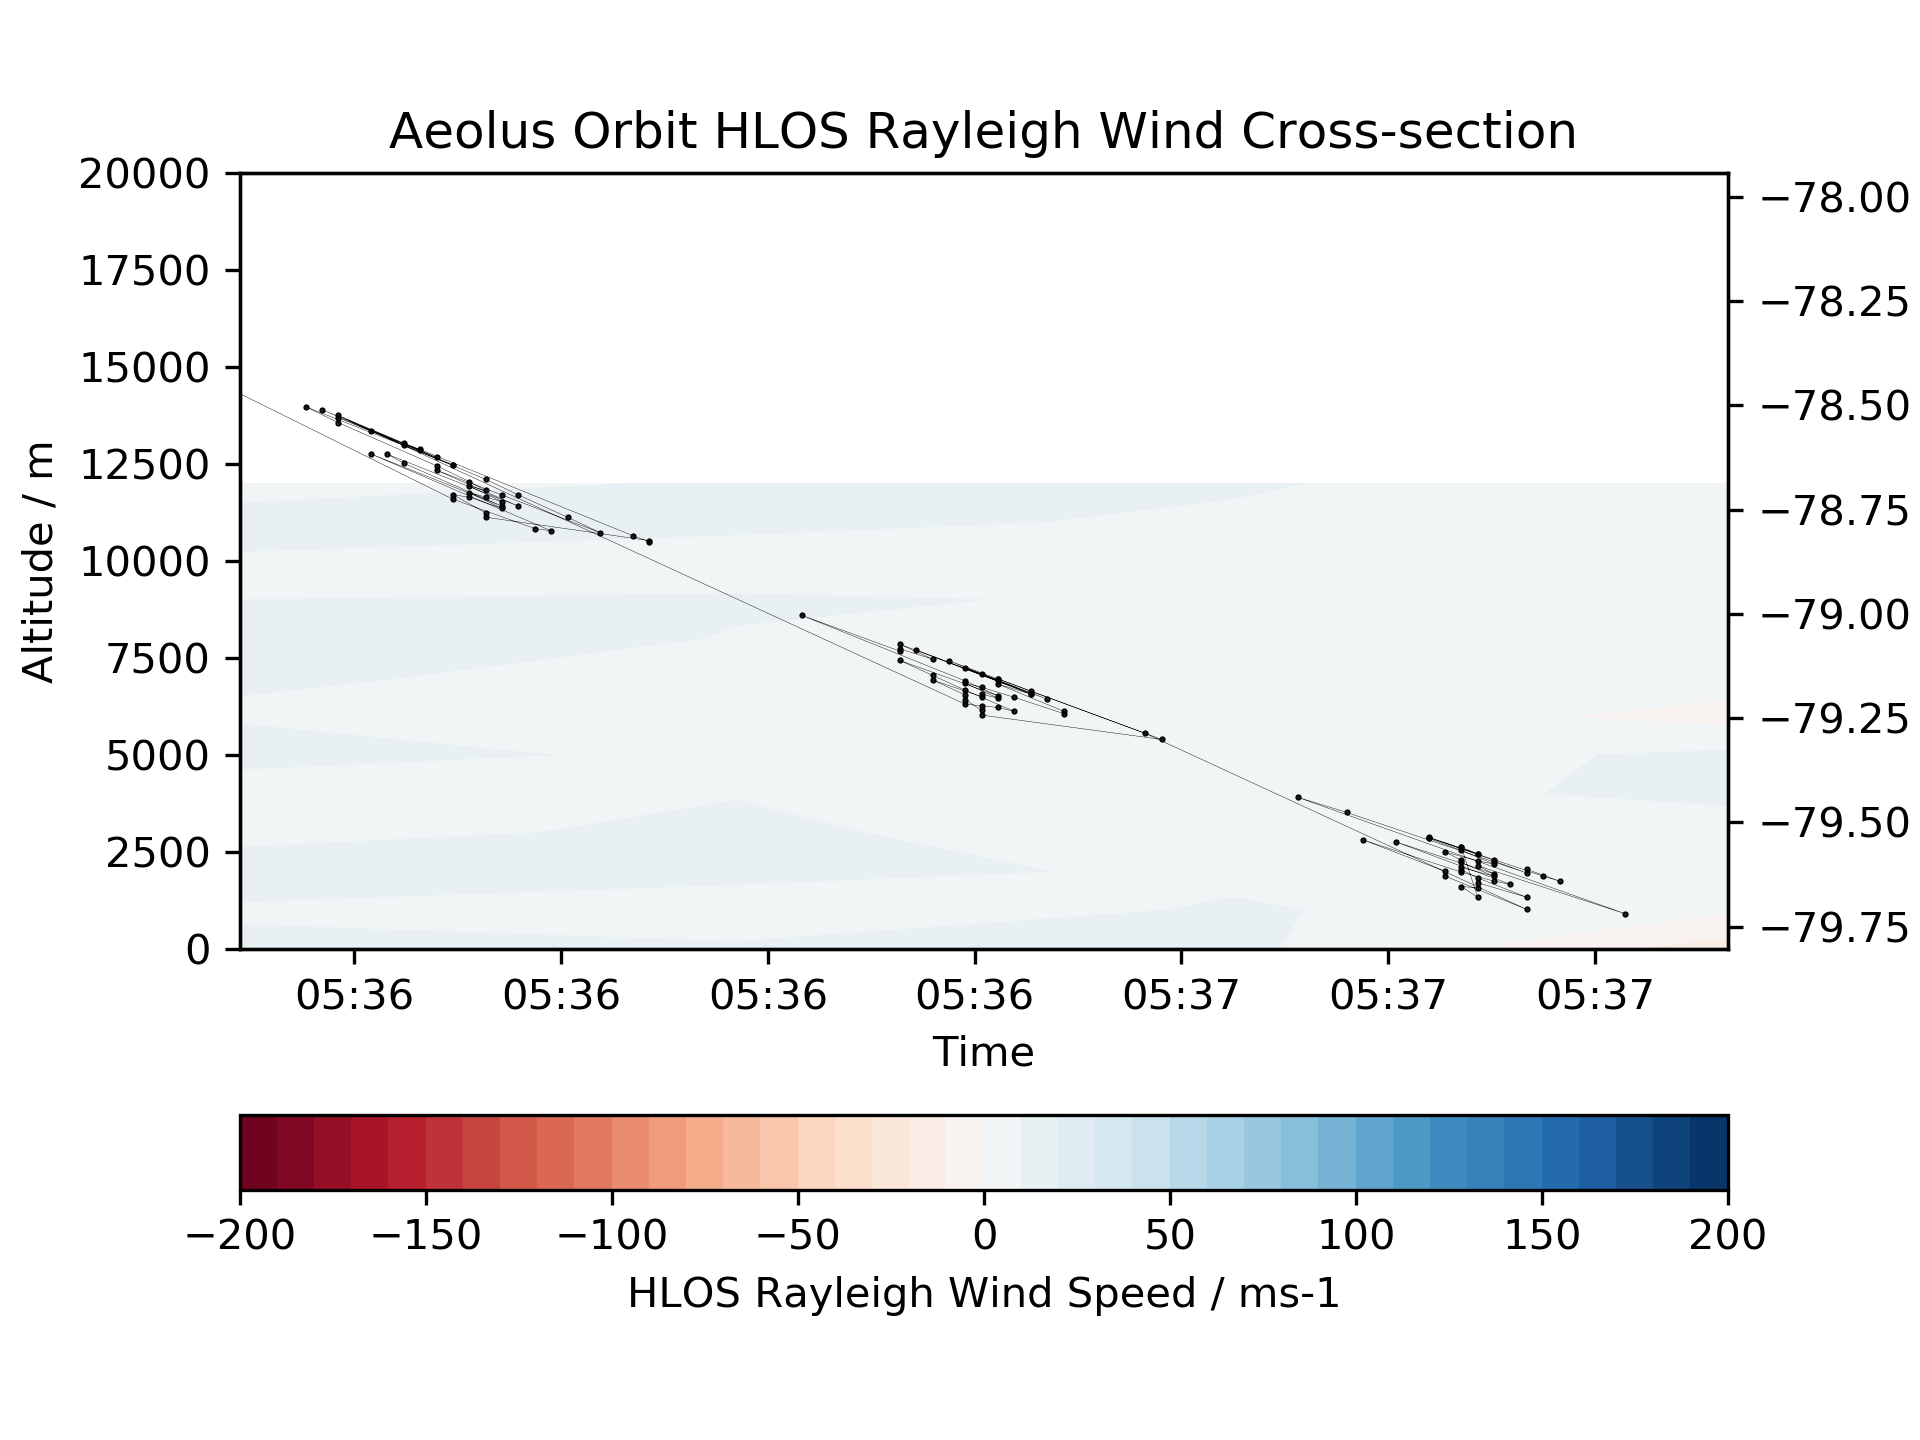 Aeolus Orbit HLOS Rayleigh Wind Cross-section
20000
17500
15000
12500
10000
7500
5000
2500
0
Altitude / m
−78.00
−78.25
−78.50
−78.75
−79.00
−79.25
−79.50
−79.75
05:36 05:36 05:36 05:36 05:37 05:37 05:37
Time
−200 −150 −100 −50 0 50 100 150 200
HLOS Rayleigh Wind Speed / ms-1